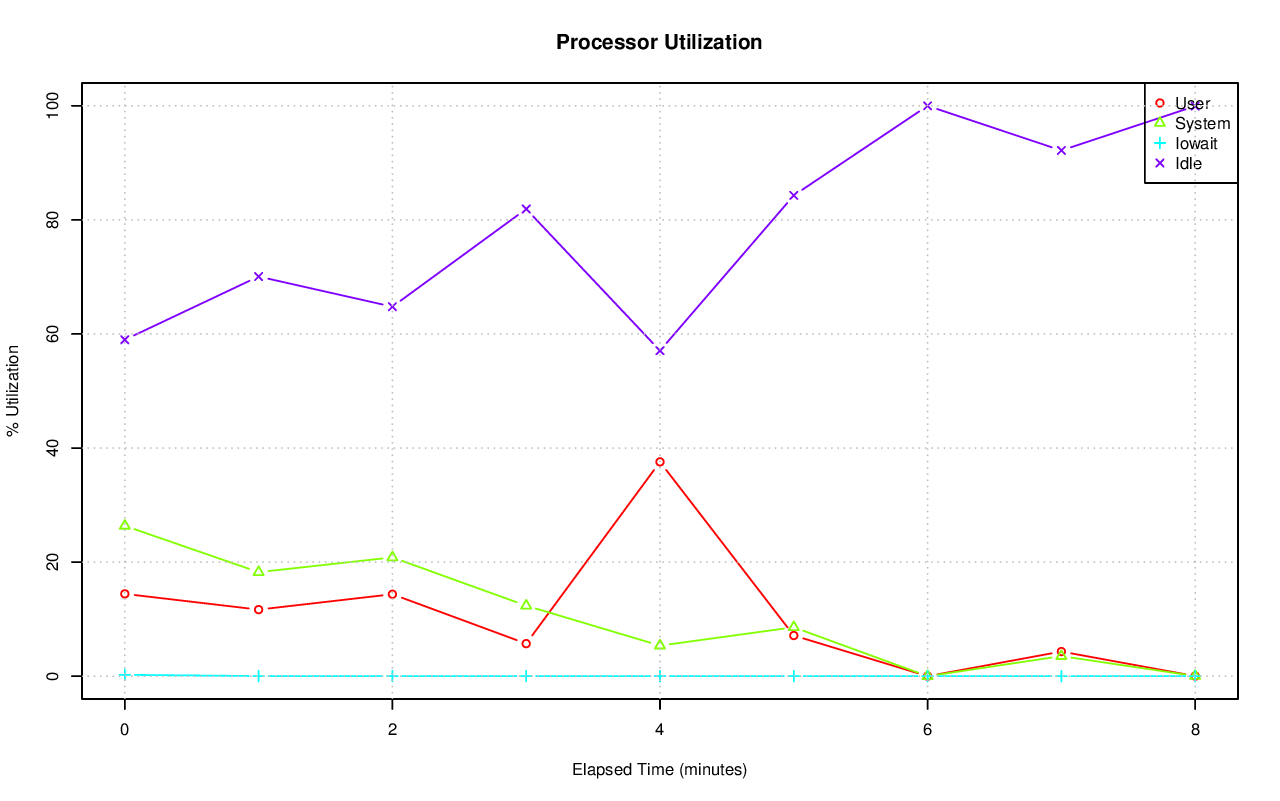 Processor Utilization
100
80
60
40
20
0
% Utilization
User
System
Iowait
Idle
0 2 4 6 8
Elapsed Time (minutes)